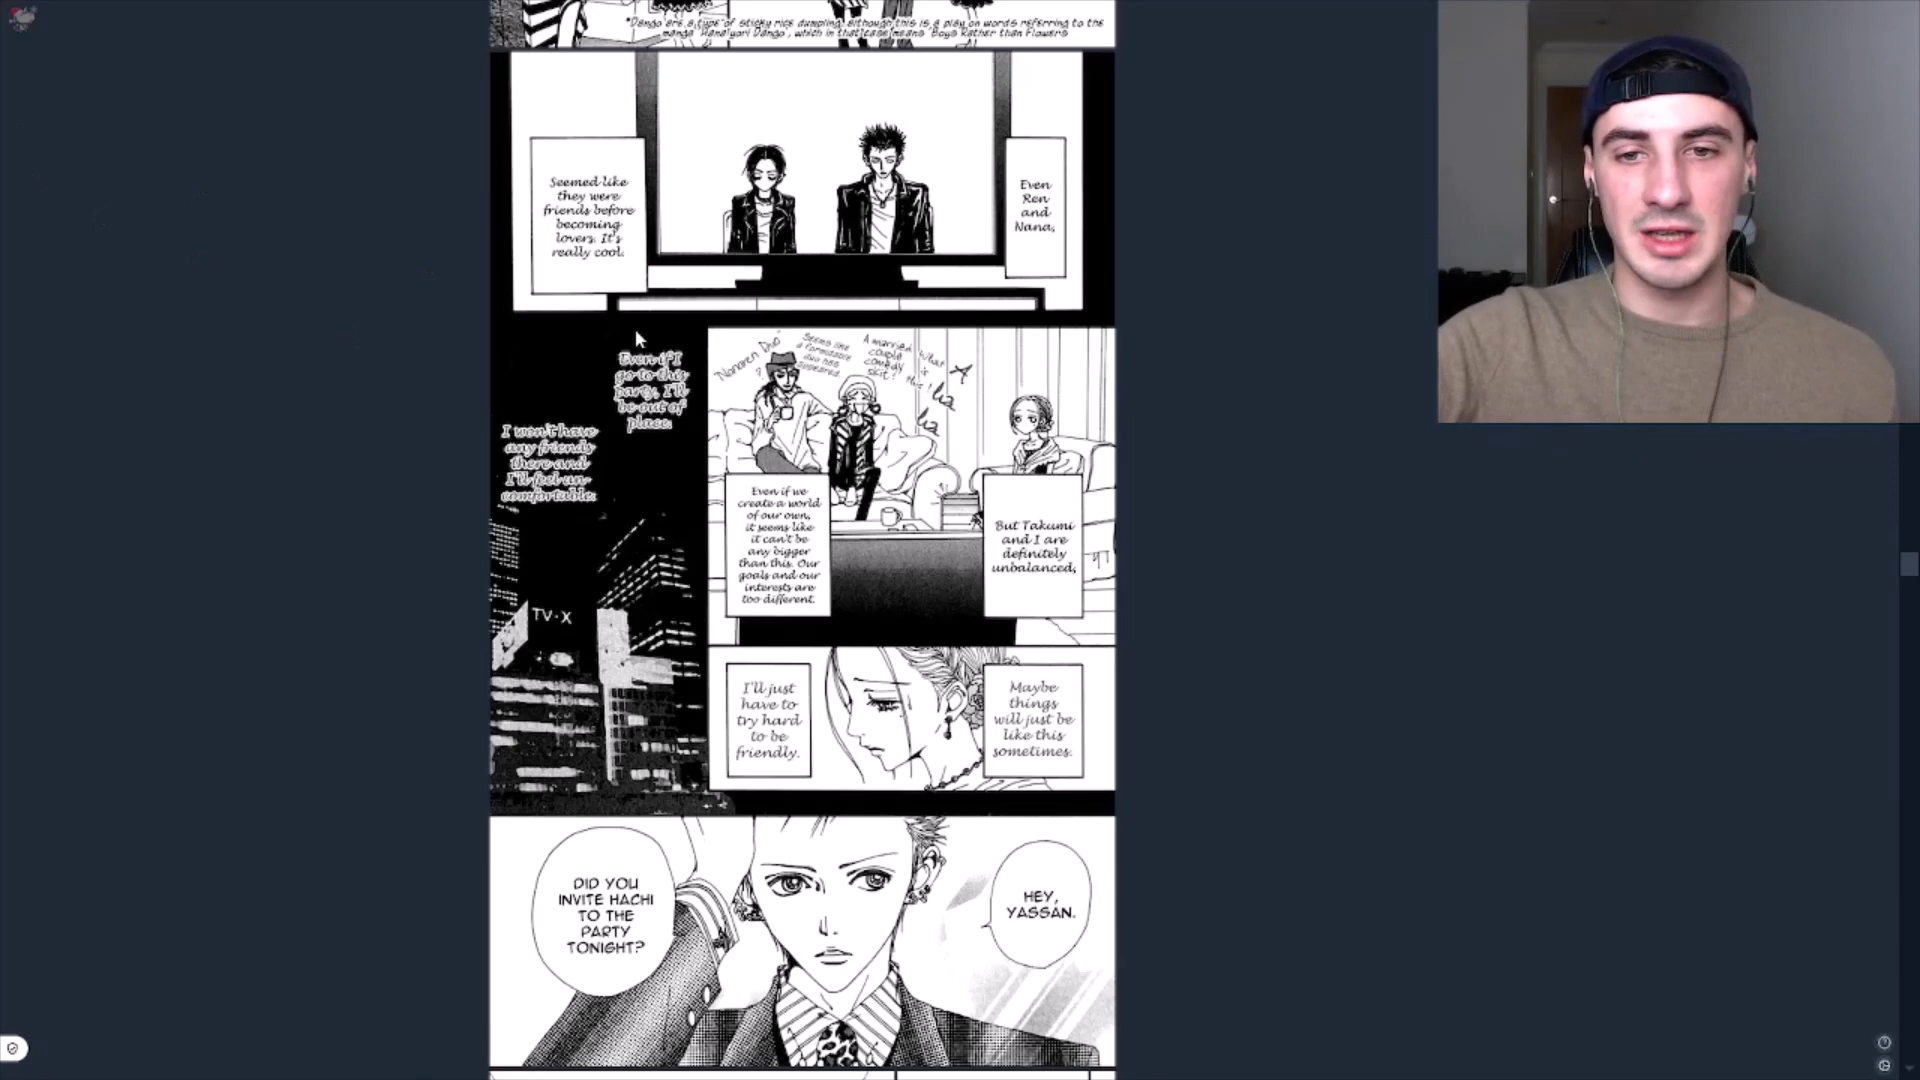 *Dango are a type of sticky rice dumpling, although this is a play on words referring to the
manga 'Hana Yori Dango', which in that case means 'Boys Rather than Flowers
Even
Ren
and
Nana,
Seemed like
they were
friends before
becoming
lovers. It's
really cool.
A married
couple
comedy
skit!
What
is
this!
Seems like
a formidable
duo has
appeared
Nanaren Duo
?
Ha
Ha
But Takumi
and I are
definitely
unbalanced,
Even if we
create a world
of our own,
it seems like
it can't be
any bigger
than this. Our
goals and our
interests are
too different.
Even if I
go to this
party, I'll
be out of
place.
I won't have
any friends
there and
I'll feel un-
comfortable.
TV·X
Maybe
things
will just be
like this
sometimes.
I'll just
have to
try hard
to be
friendly.
HEY,
YASSAN.
DID YOU
INVITE HACHI
TO THE
PARTY
TONIGHT?